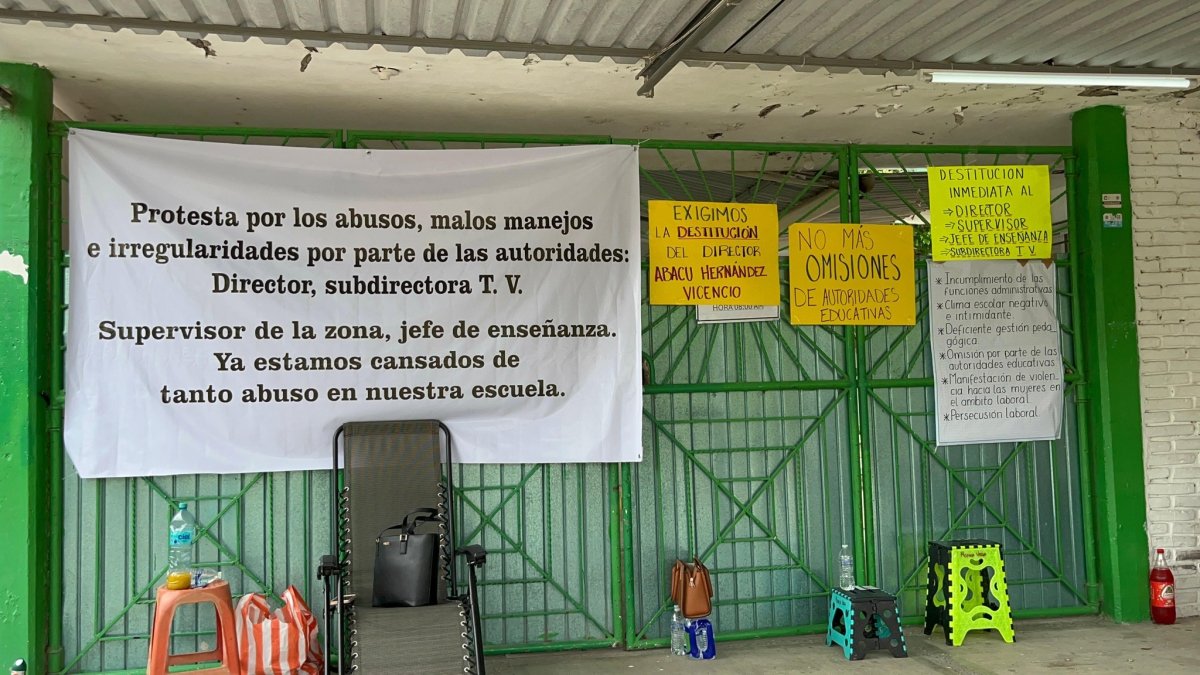 Protesta por los abusos, malos manejos
e irregularidades por parte de las autoridades:
Director, subdirectora T. V.
Supervisor de la zona, jefe de enseñanza.
Ya estamos cansados de
tanto abuso en nuestra escuela.
EXIGIMOS
LA DESTITUCIÓN
DEL DIRECTOR
ABACU HERNÁNDEZ
VICENCIO
NO MÁS
OMISIONES
DE AUTORIDADES
EDUCATIVAS
DESTITUCION
INMEDIATA AL
⇒DIRECTOR
⇒SUPERVISOR
⇒JEFE DE ENSEÑANZA
SUBDIRECTORA T.V.
* Incumplimiento de las
funciones administrativas
* Clima escolar negativo
e intimidante.
* Deficiente gestión peda-
gógica.
* Omisión por parte de las
autoridades educativas.
* Manifestación de violen-
cia hacia las mujeres en
el ambito laboral.
* Persecusión laboral.